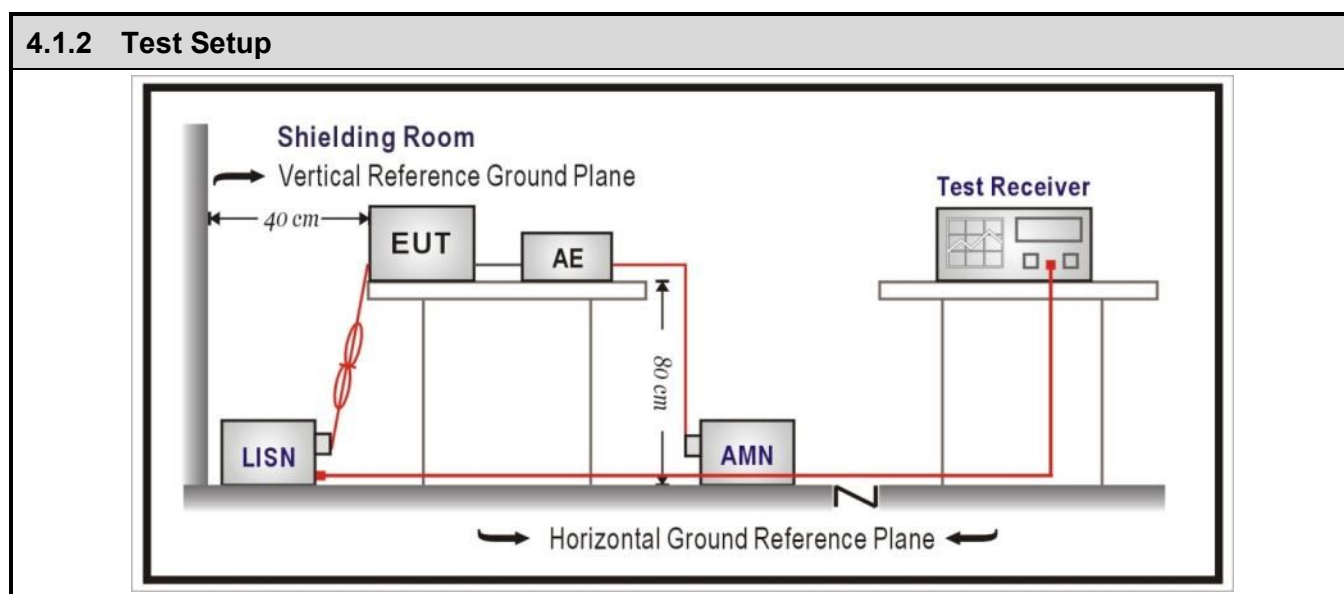 4.1.2 Test Setup
Shielding Room
Vertical Reference Ground Plane
40 cm
EUT
AE
Test Receiver
80 cm
LISN
AMN
Horizontal Ground Reference Plane